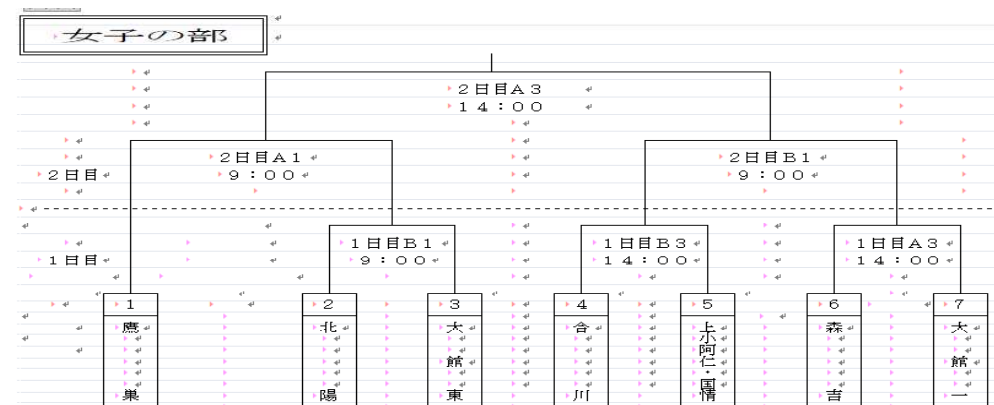 女子の部
2日目A3
14:00
2日目A1
9:00
2日目B1
9:00
2日目
1日目B1
9:00
1日目B3
14:00
1日目A3
14:00
1日目
1
2
3
4
5
6
7
鷹巣
北陽
大館東
合川
上小阿仁・国情
森吉
大館一